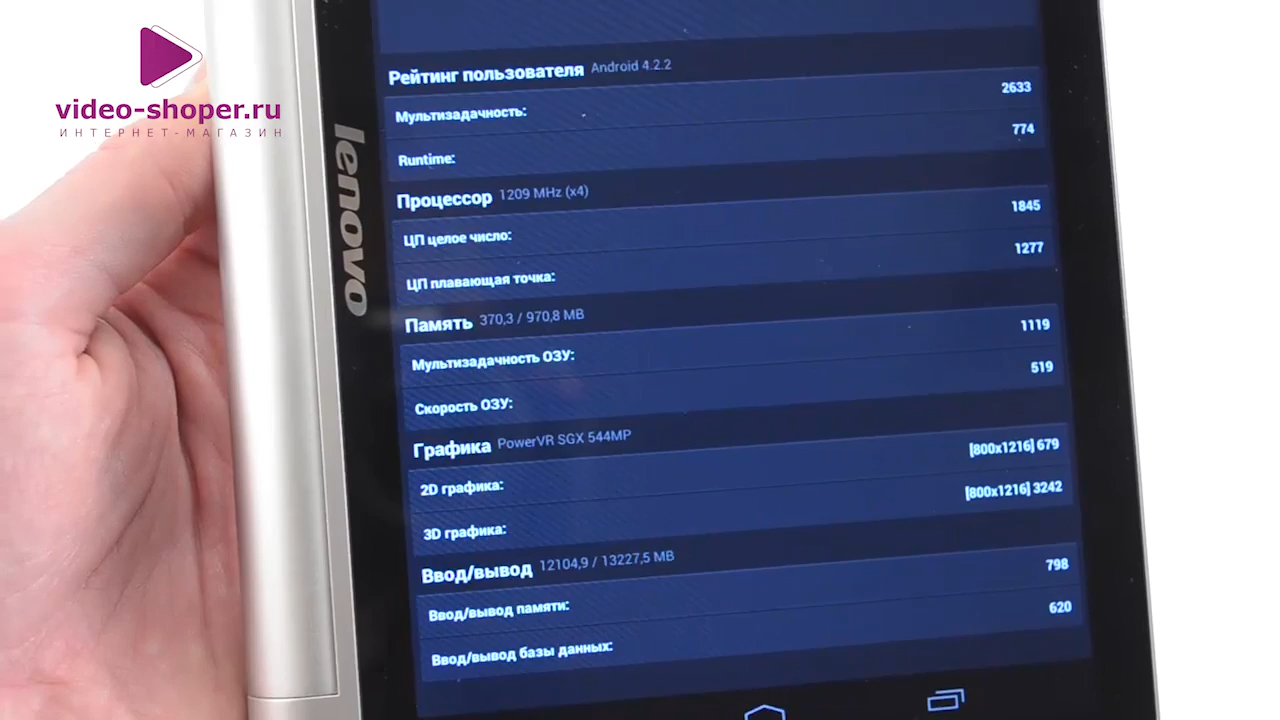 video-shoper.ru
ИНТЕРНЕТ-МАГАЗИН
lenovo
Рейтинг пользователя Android 4.2.2
Мультизадачность: 2633
Runtime: 774
Процессор 1209 MHz (x4)
ЦП целое число: 1845
ЦП плавающая точка: 1277
Память 370,3 / 970,8 MB
Мультизадачность ОЗУ: 1119
Скорость ОЗУ: 519
Графика PowerVR SGX 544MP
2D графика: [800x1216] 679
3D графика: [800x1216] 3242
Ввод/вывод 12104,9 / 13227,5 MB
Ввод/вывод памяти: 798
Ввод/вывод базы данных: 620